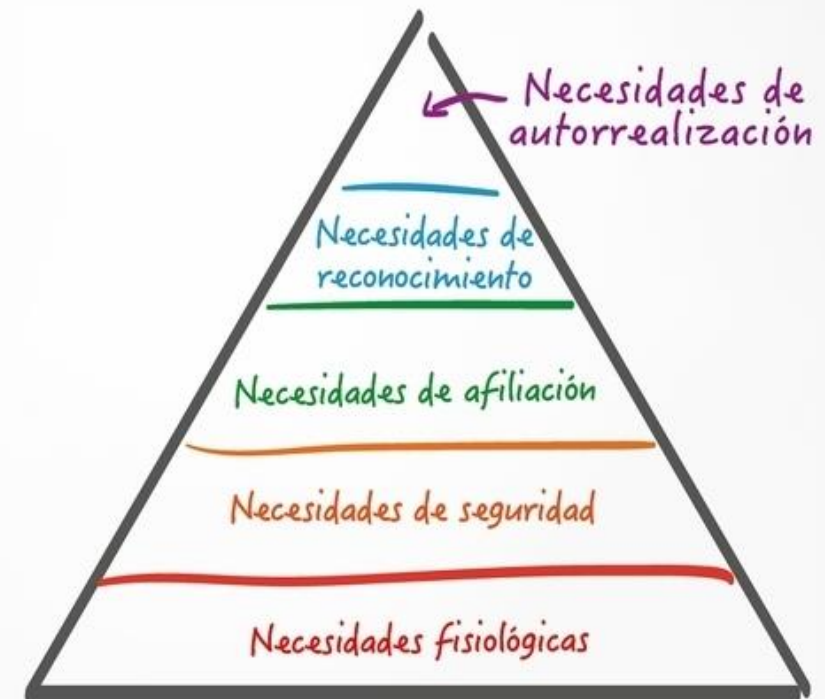 Necesidades de
autorrealización
Necesidades de
reconocimiento
Necesidades de afiliación
Necesidades de seguridad
Necesidades fisiológicas